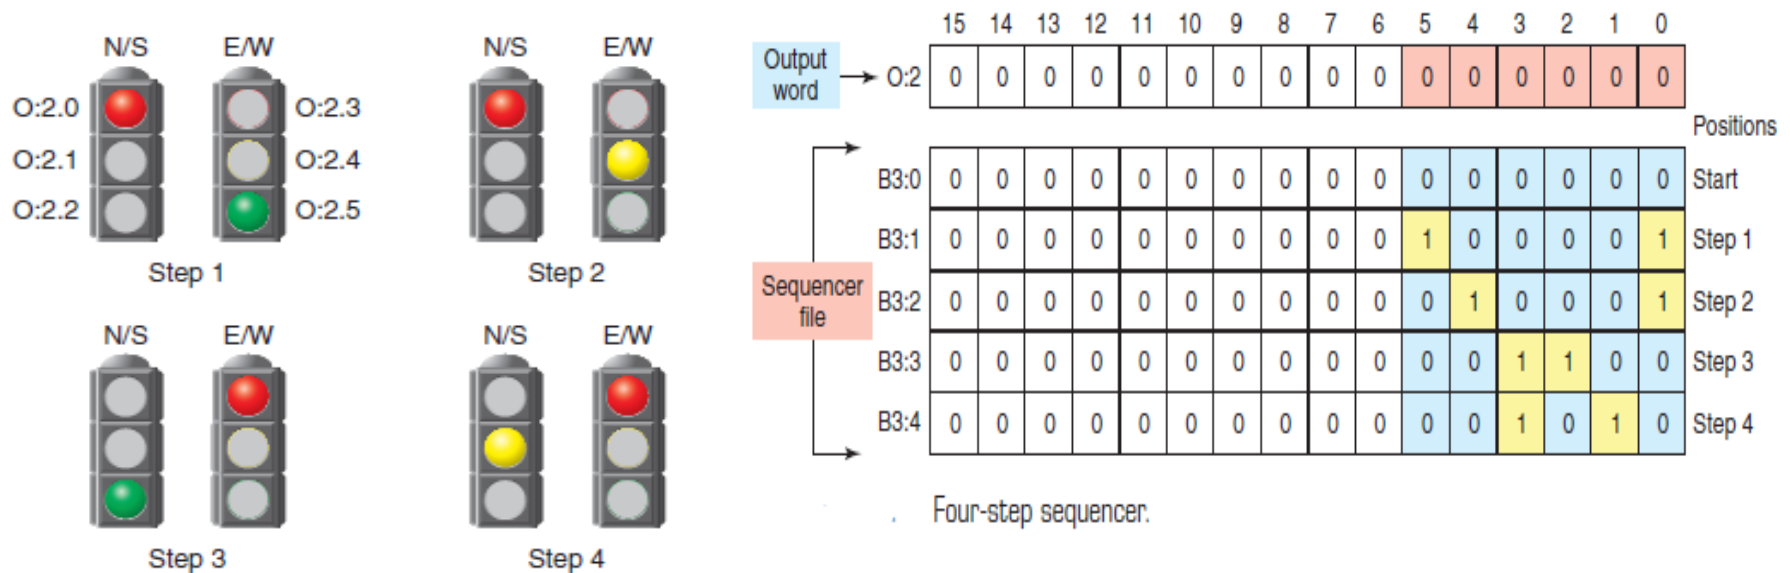 N/S E/W
O:2.0 O:2.3
O:2.1 O:2.4
O:2.2 O:2.5
Step 1
N/S E/W
Step 2
N/S E/W
Step 3
N/S E/W
Step 4
15 14 13 12 11 10 9 8 7 6 5 4 3 2 1 0
Output
word
O:2 0 0 0 0 0 0 0 0 0 0 0 0 0 0 0 0
Positions
Sequencer
file
B3:0 0 0 0 0 0 0 0 0 0 0 0 0 0 0 0 0 Start
B3:1 0 0 0 0 0 0 0 0 0 0 1 0 0 0 0 1 Step 1
B3:2 0 0 0 0 0 0 0 0 0 0 0 1 0 0 0 1 Step 2
B3:3 0 0 0 0 0 0 0 0 0 0 0 0 1 1 0 0 Step 3
B3:4 0 0 0 0 0 0 0 0 0 0 0 0 1 0 1 0 Step 4
Four-step sequencer.